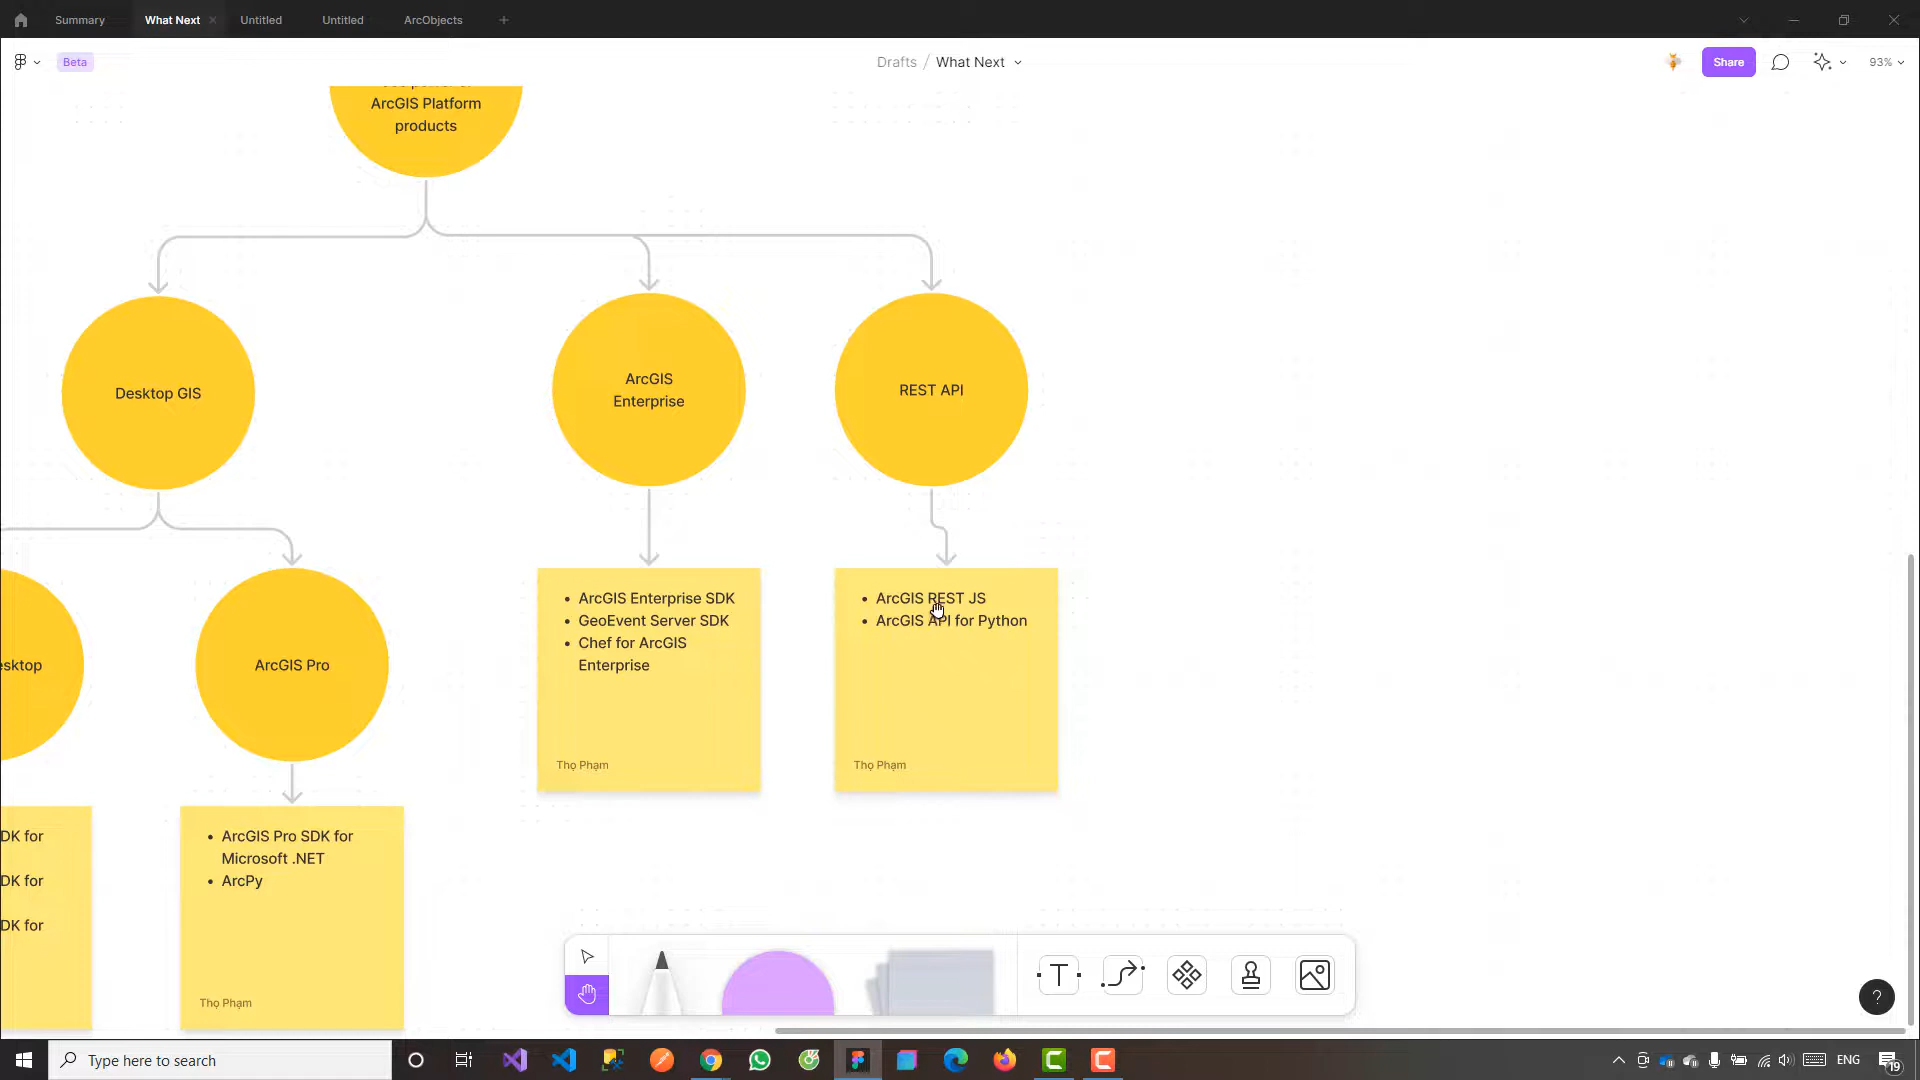 Summary
What Next
Untitled
Untitled
ArcObjects
Beta
Drafts / What Next
Share
93%
ArcGIS Platform
products
Desktop GIS
ArcGIS
Enterprise
REST API
esktop
ArcGIS Pro
• ArcGIS Enterprise SDK
• GeoEvent Server SDK
• Chef for ArcGIS
Enterprise
Thọ Phạm
• ArcGIS REST JS
• ArcGIS API for Python
Thọ Phạm
DK for
DK for
DK for
• ArcGIS Pro SDK for
Microsoft .NET
• ArcPy
Thọ Phạm
T
?
Type here to search
ENG
19